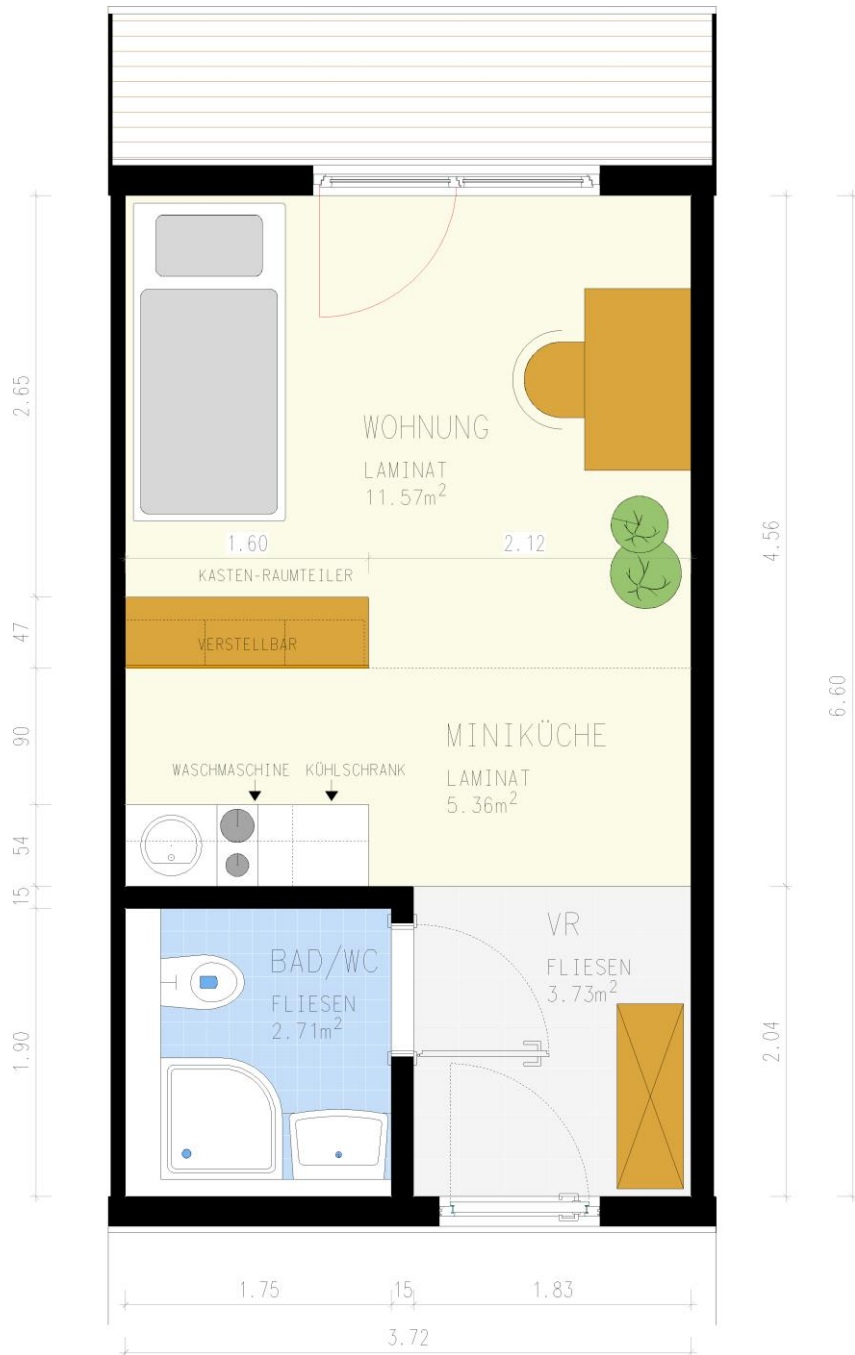 2.65
WOHNUNG
LAMINAT
11.57m²
1.60
2.12
4.56
KASTEN-RAUMTEILER
47
VERSTELLBAR
6.60
90
MINIKÜCHE
WASCHMASCHINE KÜHLSCHRANK
LAMINAT
5.36m²
54
15
VR
BAD/WC
FLIESEN
3.73m²
FLIESEN
2.71m²
1.90
2.04
1.75
15
1.83
3.72